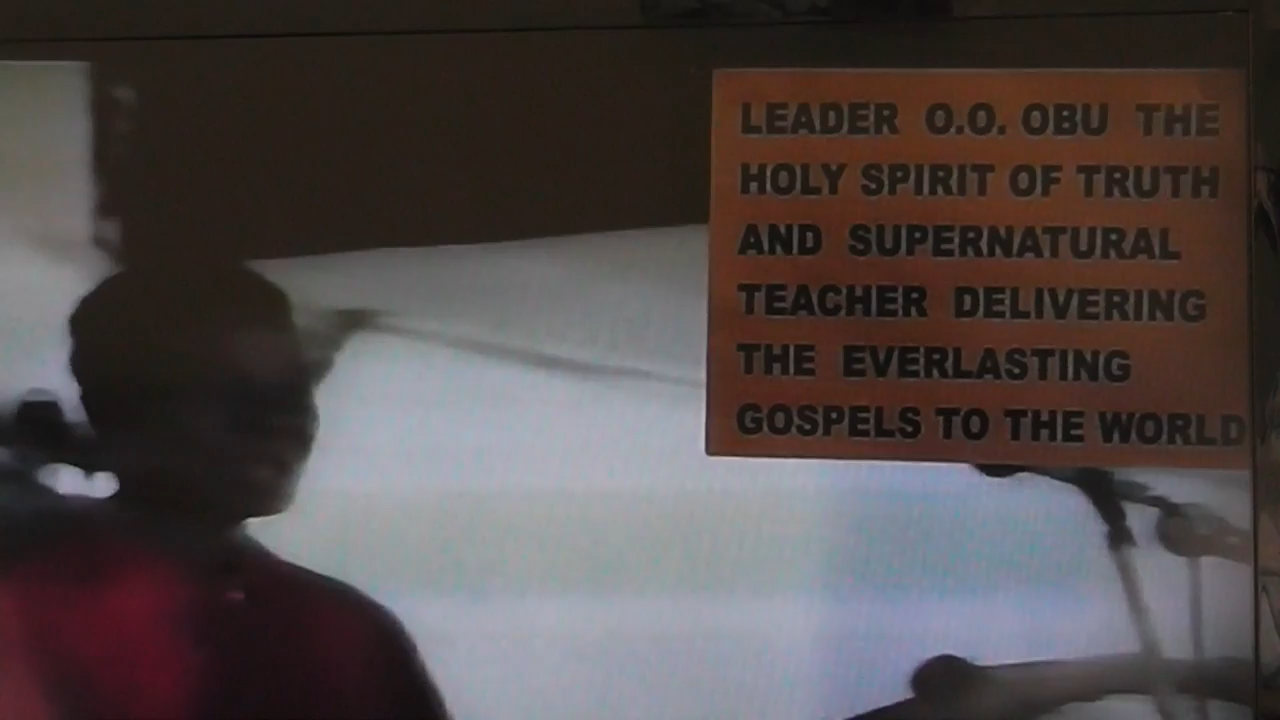 LEADER O.O. OBU THE
HOLY SPIRIT OF TRUTH
AND SUPERNATURAL
TEACHER DELIVERING
THE EVERLASTING
GOSPELS TO THE WORLD